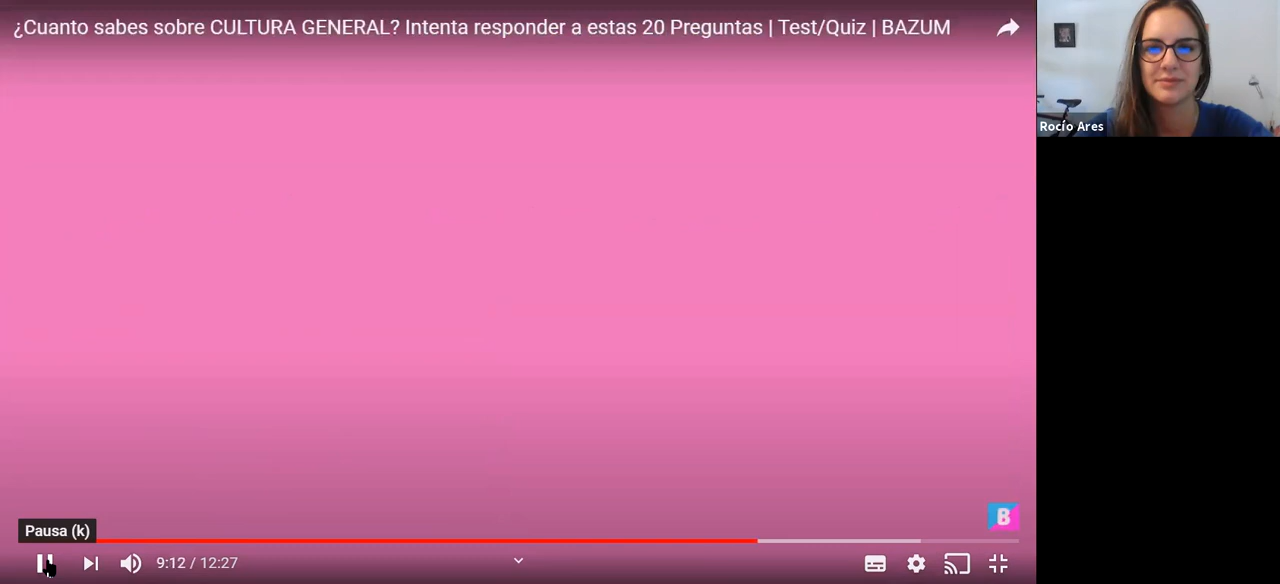 ¿Cuanto sabes sobre CULTURA GENERAL? Intenta responder a estas 20 Preguntas | Test/Quiz | BAZUM
Rocío Ares
B
Pausa (k)
9:12 / 12:27